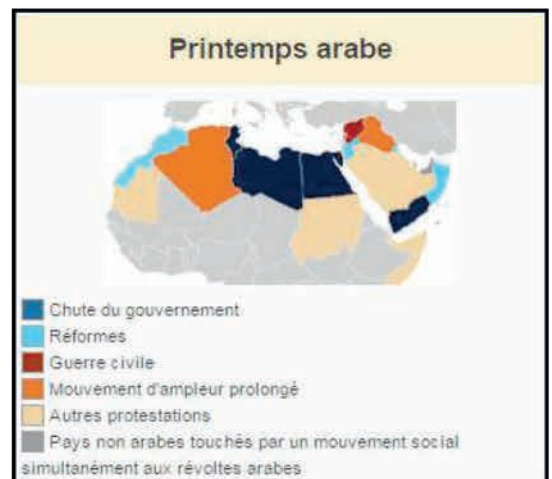 Printemps arabe
Chute du gouvernement
Réformes
Guerre civile
Mouvement d'ampleur prolongé
Autres protestations
Pays non arabes touchés par un mouvement social
simultanément aux révoltes arabes